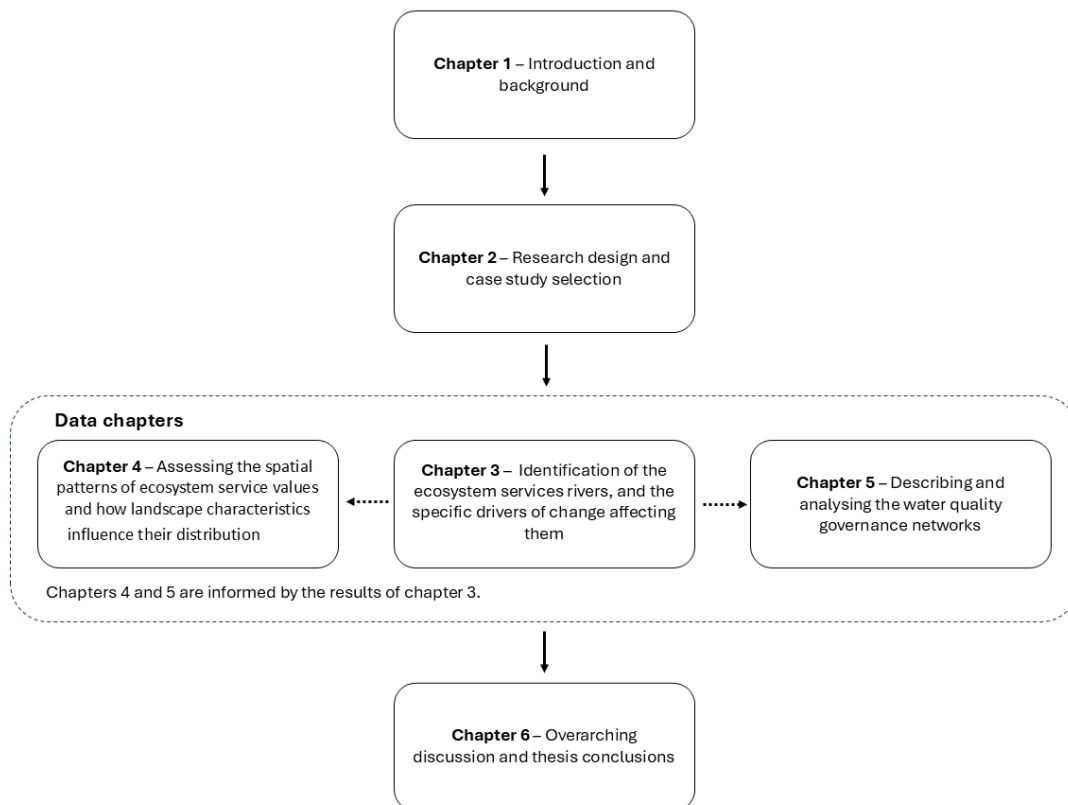 Chapter 1 – Introduction and
background
Chapter 2 – Research design and
case study selection
Data chapters
Chapter 4 – Assessing the spatial
patterns of ecosystem service values
and how landscape characteristics
influence their distribution
Chapter 3 – Identification of the
ecosystem services rivers, and the
specific drivers of change affecting
them
Chapter 5 – Describing and
analysing the water quality
governance networks
Chapters 4 and 5 are informed by the results of chapter 3.
Chapter 6 – Overarching
discussion and thesis conclusions